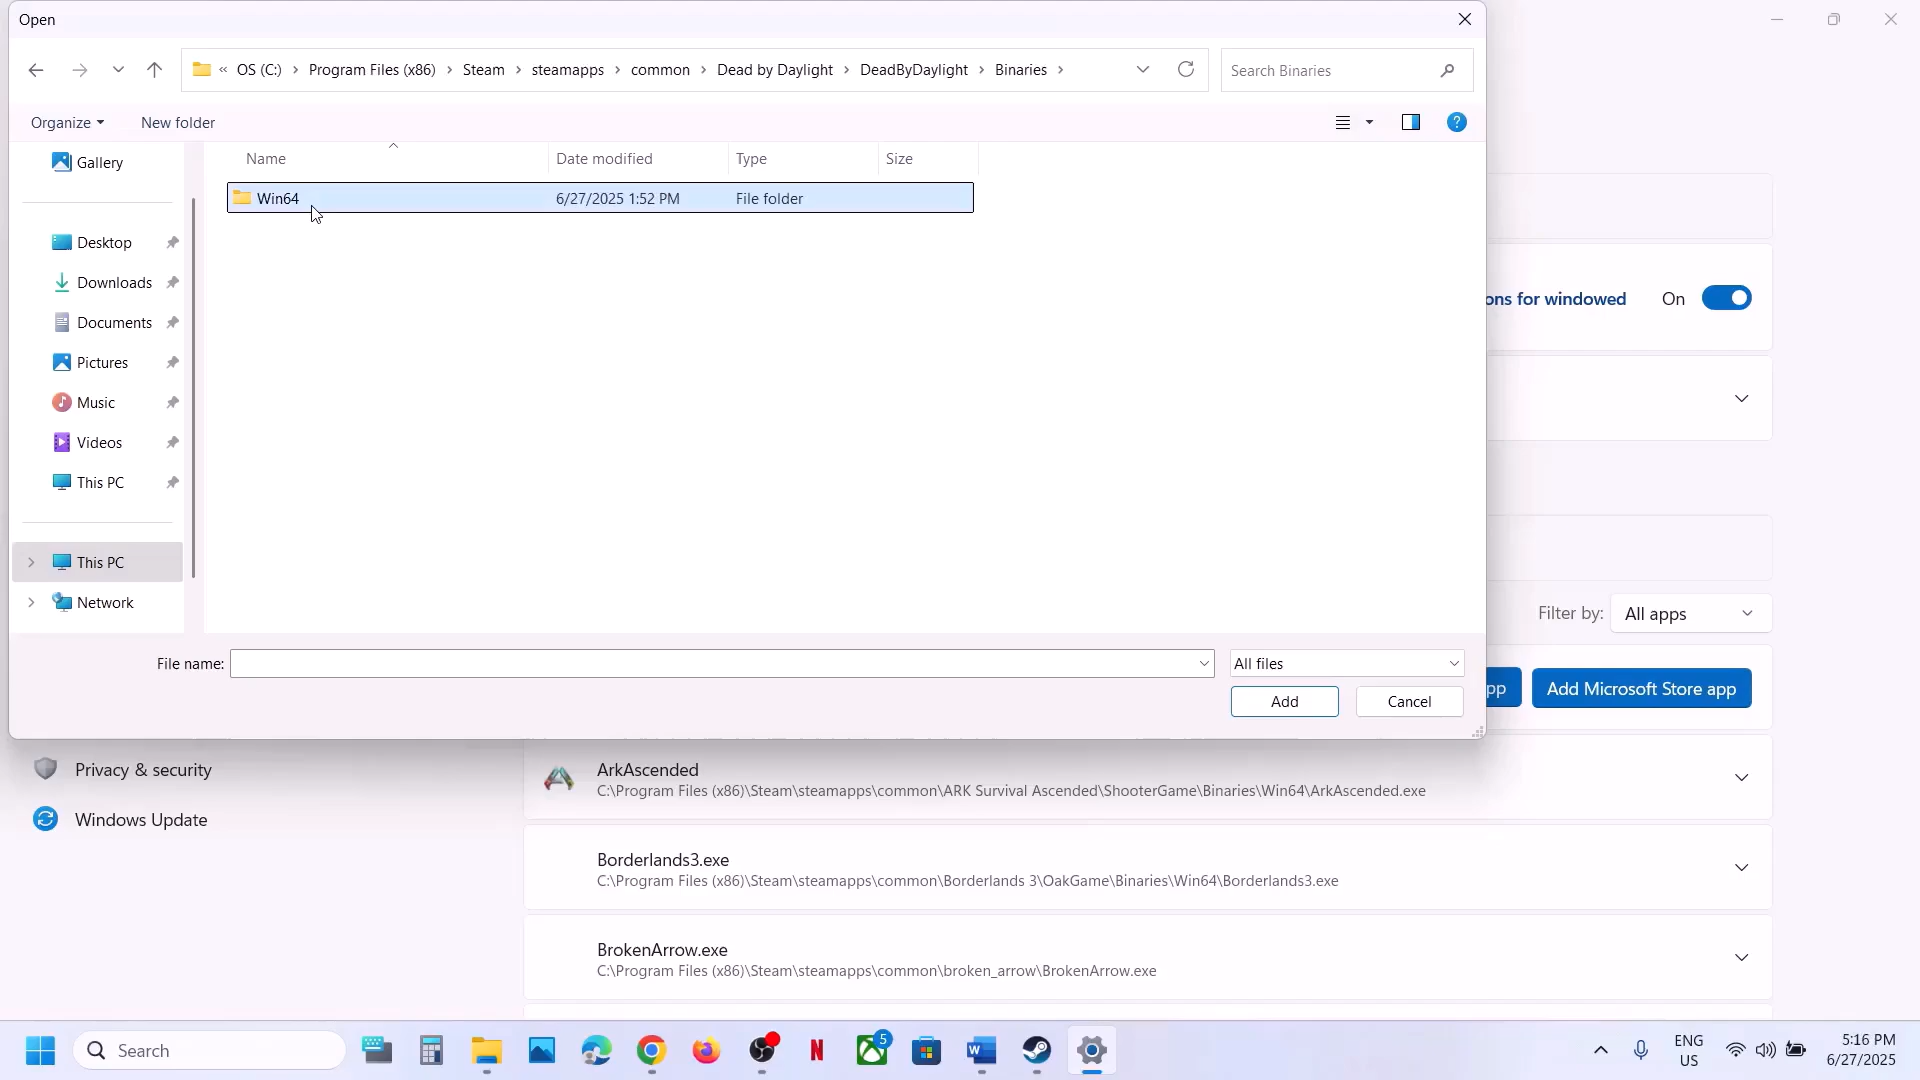 Open
« OS (C:) > Program Files (x86) > Steam > steamapps > common > Dead by Daylight > DeadByDaylight > Binaries >
Search Binaries
Organize
New folder
Gallery
Name
Date modified
Type
Size
Win64
6/27/2025 1:52 PM
File folder
Desktop
Downloads
Documents
Pictures
Music
Videos
This PC
This PC
Network
ons for windowed
On
Filter by:
All apps
File name:
All files
Add
Cancel
pp
Add Microsoft Store app
Privacy & security
Windows Update
ArkAscended
C:\Program Files (x86)\Steam\steamapps\common\ARK Survival Ascended\ShooterGame\Binaries\Win64\ArkAscended.exe
Borderlands3.exe
C:\Program Files (x86)\Steam\steamapps\common\Borderlands 3\OakGame\Binaries\Win64\Borderlands3.exe
BrokenArrow.exe
C:\Program Files (x86)\Steam\steamapps\common\broken_arrow\BrokenArrow.exe
Search
5
ENG
US
5:16 PM
6/27/2025